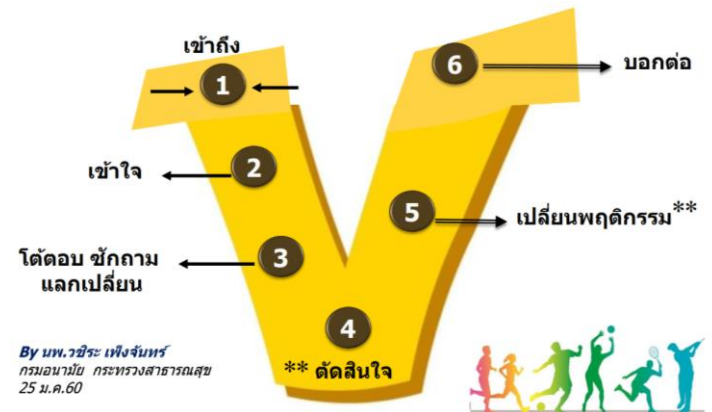 เข้าถึง
1
6
บอกต่อ
เข้าใจ
2
5
เปลี่ยนพฤติกรรม**
โต้ตอบ ซักถาม
แลกเปลี่ยน
3
4
** ตัดสินใจ
By นพ.วชิระ เพ็งจันทร์
กรมอนามัย กระทรวงสาธารณสุข
25 ม.ค.60